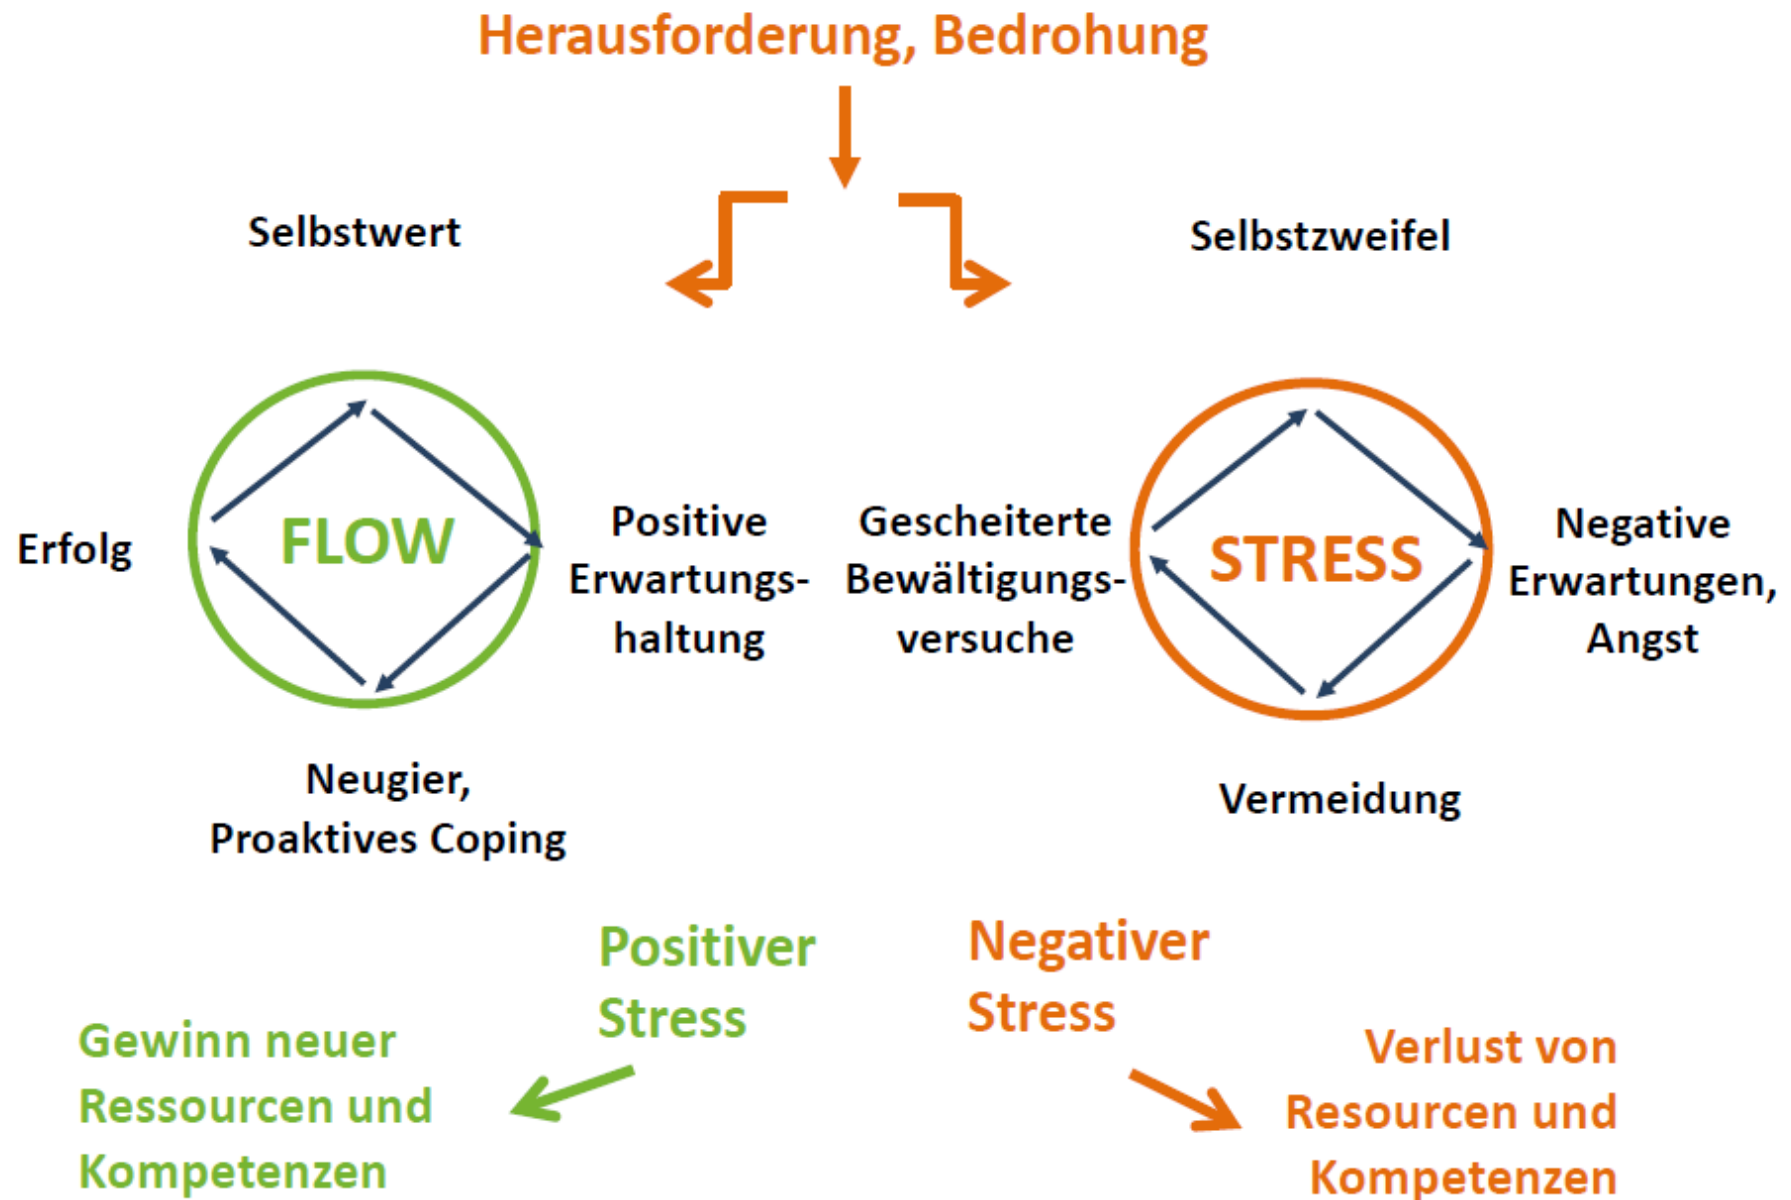 Herausforderung, Bedrohung
Selbstwert
Selbstzweifel
Erfolg
FLOW
Positive
Erwartungs-
haltung
Neugier,
Proaktives Coping
Gescheiterte
Bewältigungs-
versuche
STRESS
Negative
Erwartungen,
Angst
Vermeidung
Positiver
Stress
Negativer
Stress
Gewinn neuer
Ressourcen und
Kompetenzen
Verlust von
Resourcen und
Kompetenzen